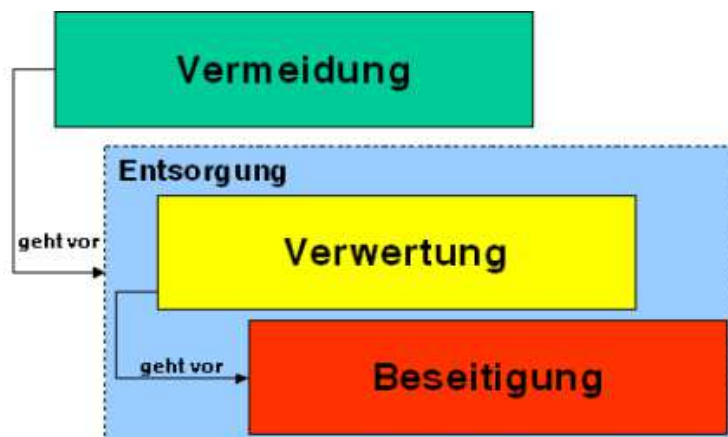 Vermeidung
Entsorgung
geht vor
Verwertung
geht vor
Beseitigung